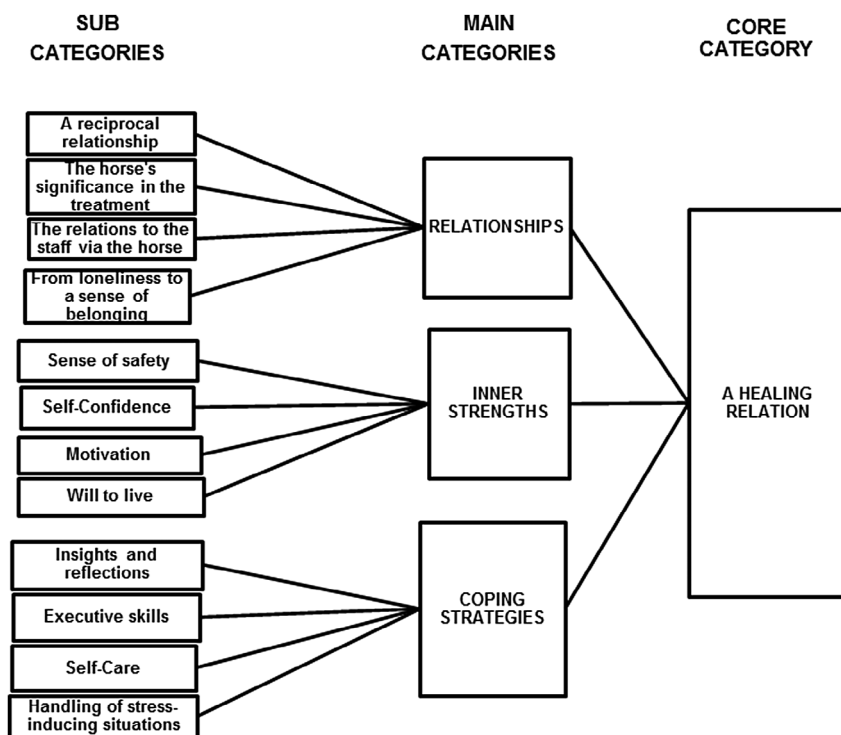 SUB
CATEGORIES
MAIN
CATEGORIES
CORE
CATEGORY
A reciprocal
relationship
The horse's
significance in the
treatment
The relations to the
staff via the horse
From loneliness to
a sense of
belonging
RELATIONSHIPS
Sense of safety
Self-Confidence
Motivation
Will to live
INNER
STRENGTHS
Insights and
reflections
Executive skills
Self-Care
Handling of stress-
inducing situations
COPING
STRATEGIES
A HEALING
RELATION